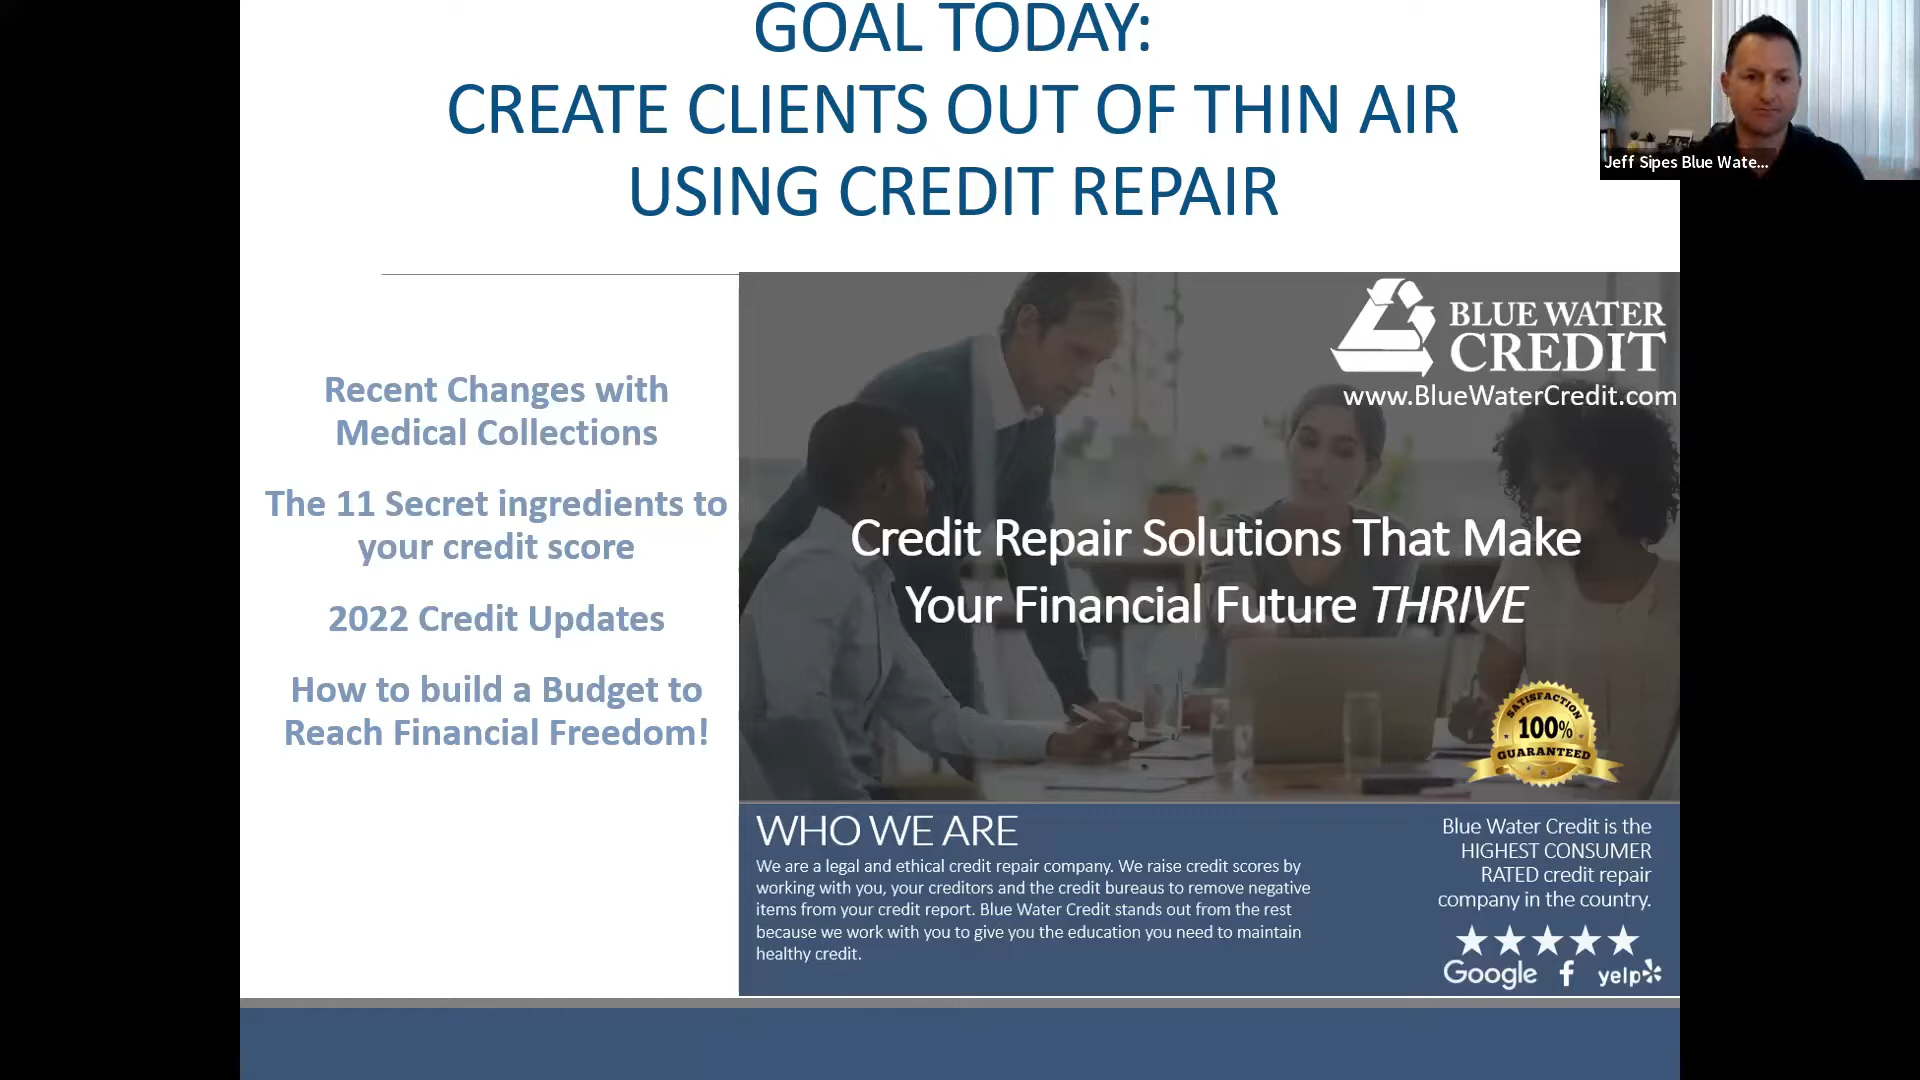 GOAL TODAY:
CREATE CLIENTS OUT OF THIN AIR
USING CREDIT REPAIR
Jeff Sipes Blue Wate...
Recent Changes with
Medical Collections
The 11 Secret ingredients to
your credit score
2022 Credit Updates
How to build a Budget to
Reach Financial Freedom!
BLUE WATER
CREDIT
www.BlueWaterCredit.com
Credit Repair Solutions That Make
Your Financial Future THRIVE
SATISFACTION
100%
GUARANTEED
WHO WE ARE
We are a legal and ethical credit repair company. We raise credit scores by
working with you, your creditors and the credit bureaus to remove negative
items from your credit report. Blue Water Credit stands out from the rest
because we work with you to give you the education you need to maintain
healthy credit.
Blue Water Credit is the
HIGHEST CONSUMER
RATED credit repair
company in the country.
Google f yelp